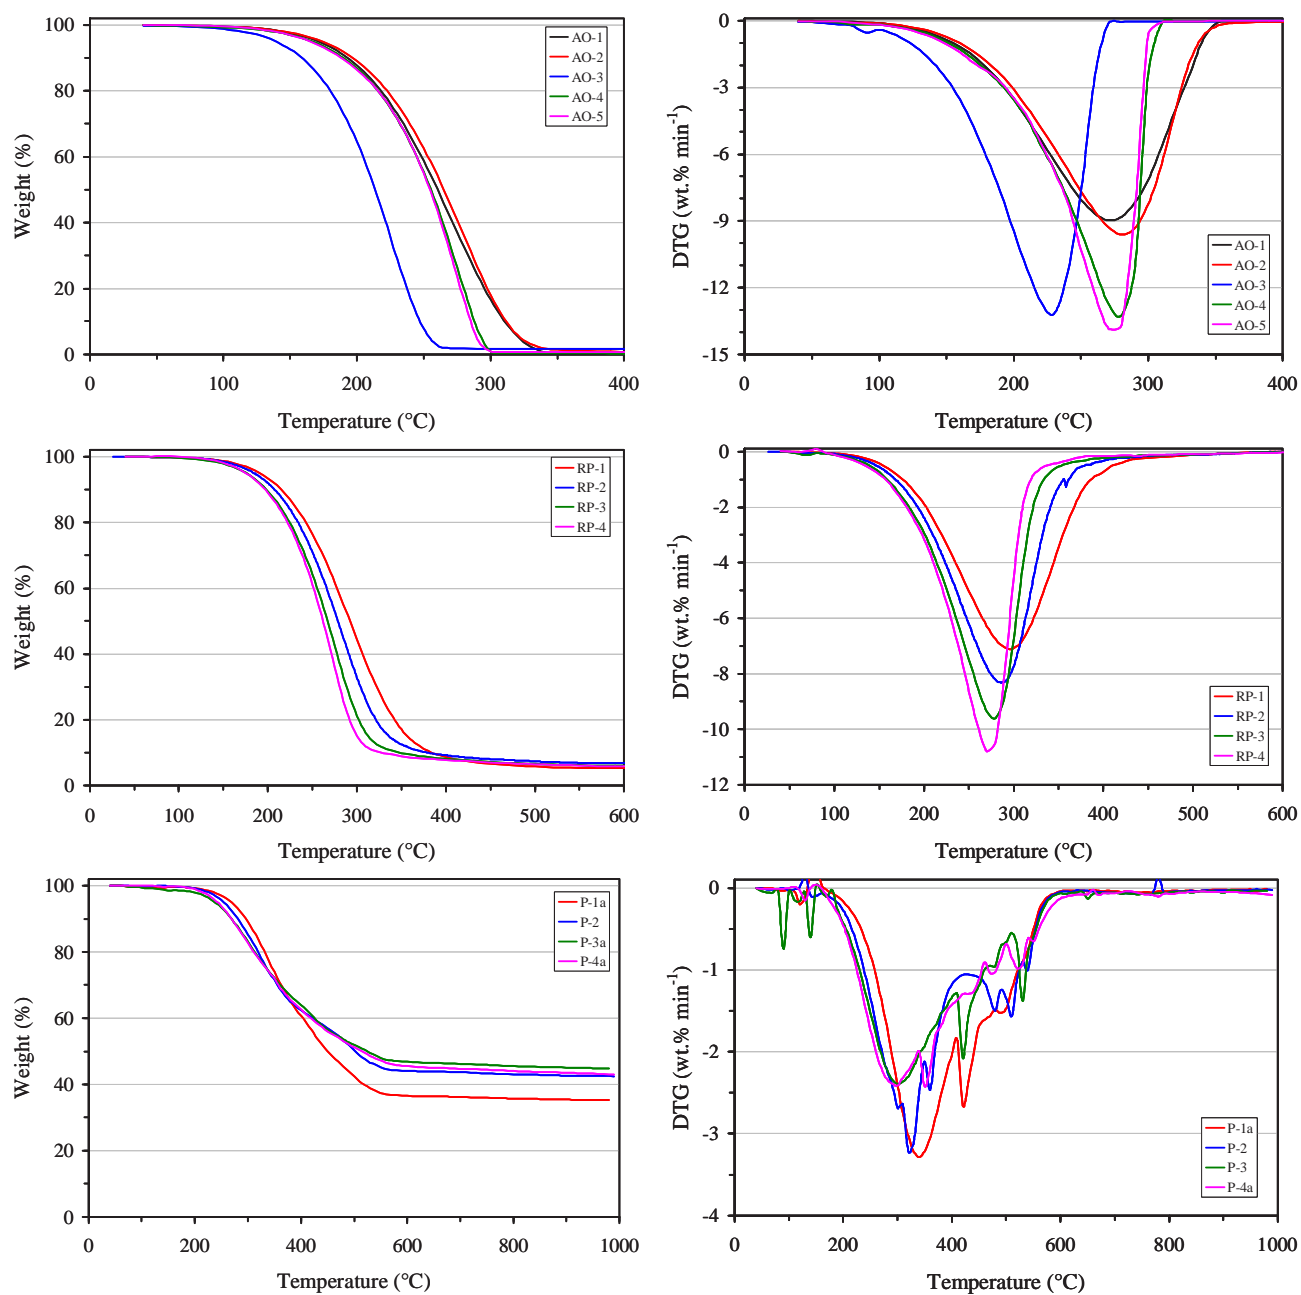 100
80
60
40
20
0
Weight (%)
0 100 200 300 400
Temperature (°C)
AO-1
AO-2
AO-3
AO-4
AO-5
0
-3
-6
-9
-12
-15
DTG (wt.% min⁻¹)
0 100 200 300 400
Temperature (°C)
AO-1
AO-2
AO-3
AO-4
AO-5
100
80
60
40
20
0
Weight (%)
0 100 200 300 400 500 600
Temperature (°C)
RP-1
RP-2
RP-3
RP-4
0
-2
-4
-6
-8
-10
-12
DTG (wt.% min⁻¹)
0 100 200 300 400 500 600
Temperature (°C)
RP-1
RP-2
RP-3
RP-4
100
80
60
40
20
0
Weight (%)
0 200 400 600 800 1000
Temperature (°C)
P-1a
P-2
P-3a
P-4a
0
-1
-2
-3
-4
DTG (wt.% min⁻¹)
0 200 400 600 800 1000
Temperature (°C)
P-1a
P-2
P-3
P-4a